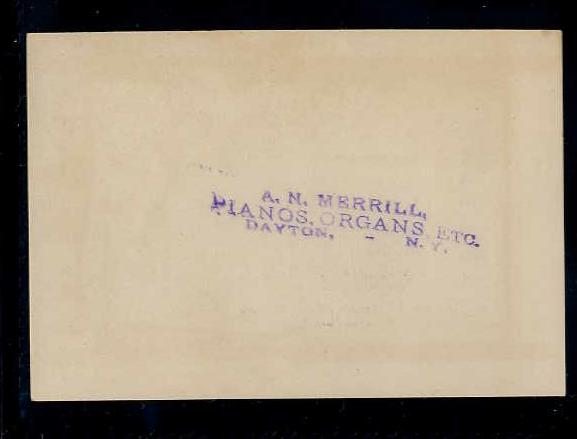 A. N. MERRILL,
PIANOS, ORGANS, ETC.
DAYTON, - N. Y.